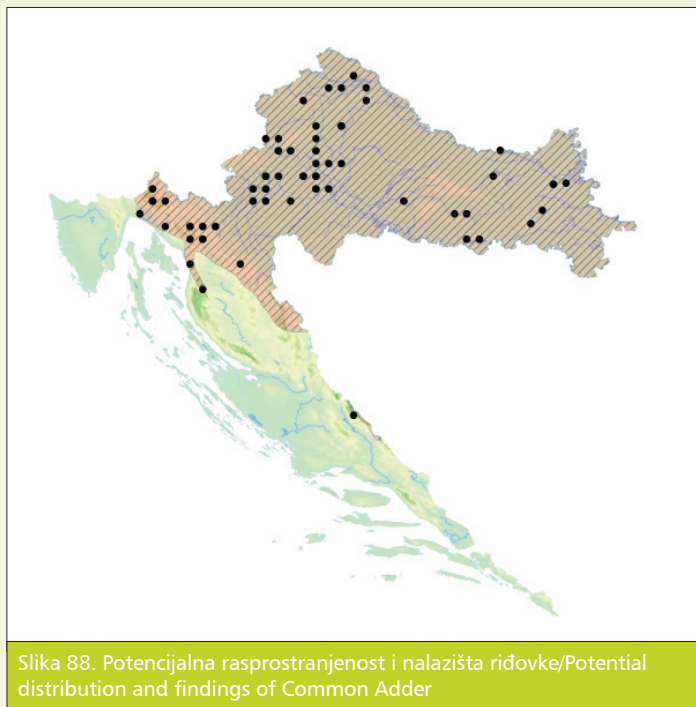 Slika 88. Potencijalna rasprostranjenost i nalazišta riđovke/Potential
distribution and findings of Common Adder